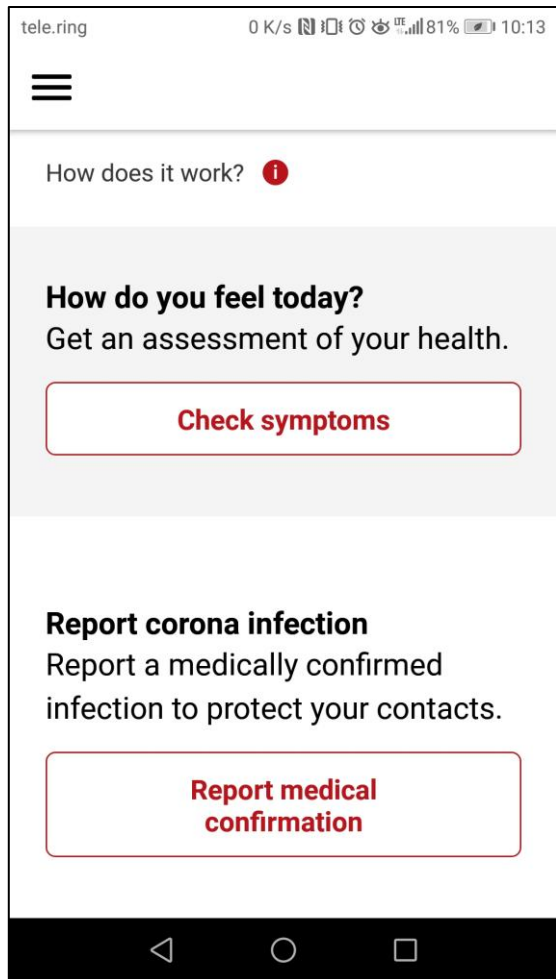 tele.ring 0 K/s LTE 81% 10:13
How does it work? i
How do you feel today?
Get an assessment of your health.
Check symptoms
Report corona infection
Report a medically confirmed
infection to protect your contacts.
Report medical
confirmation